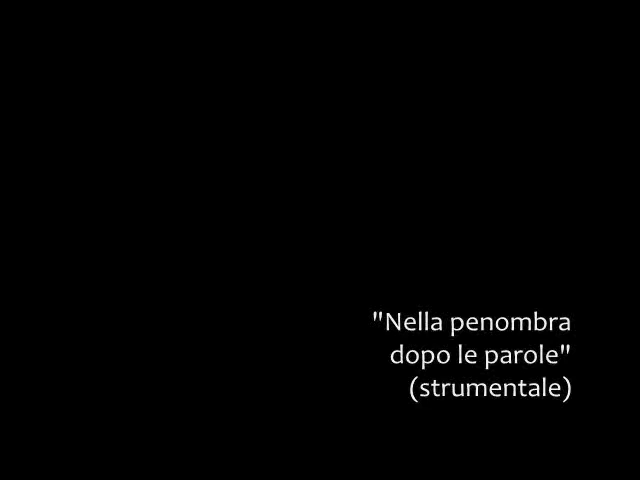 "Nella penombra
dopo le parole"
(strumentale)